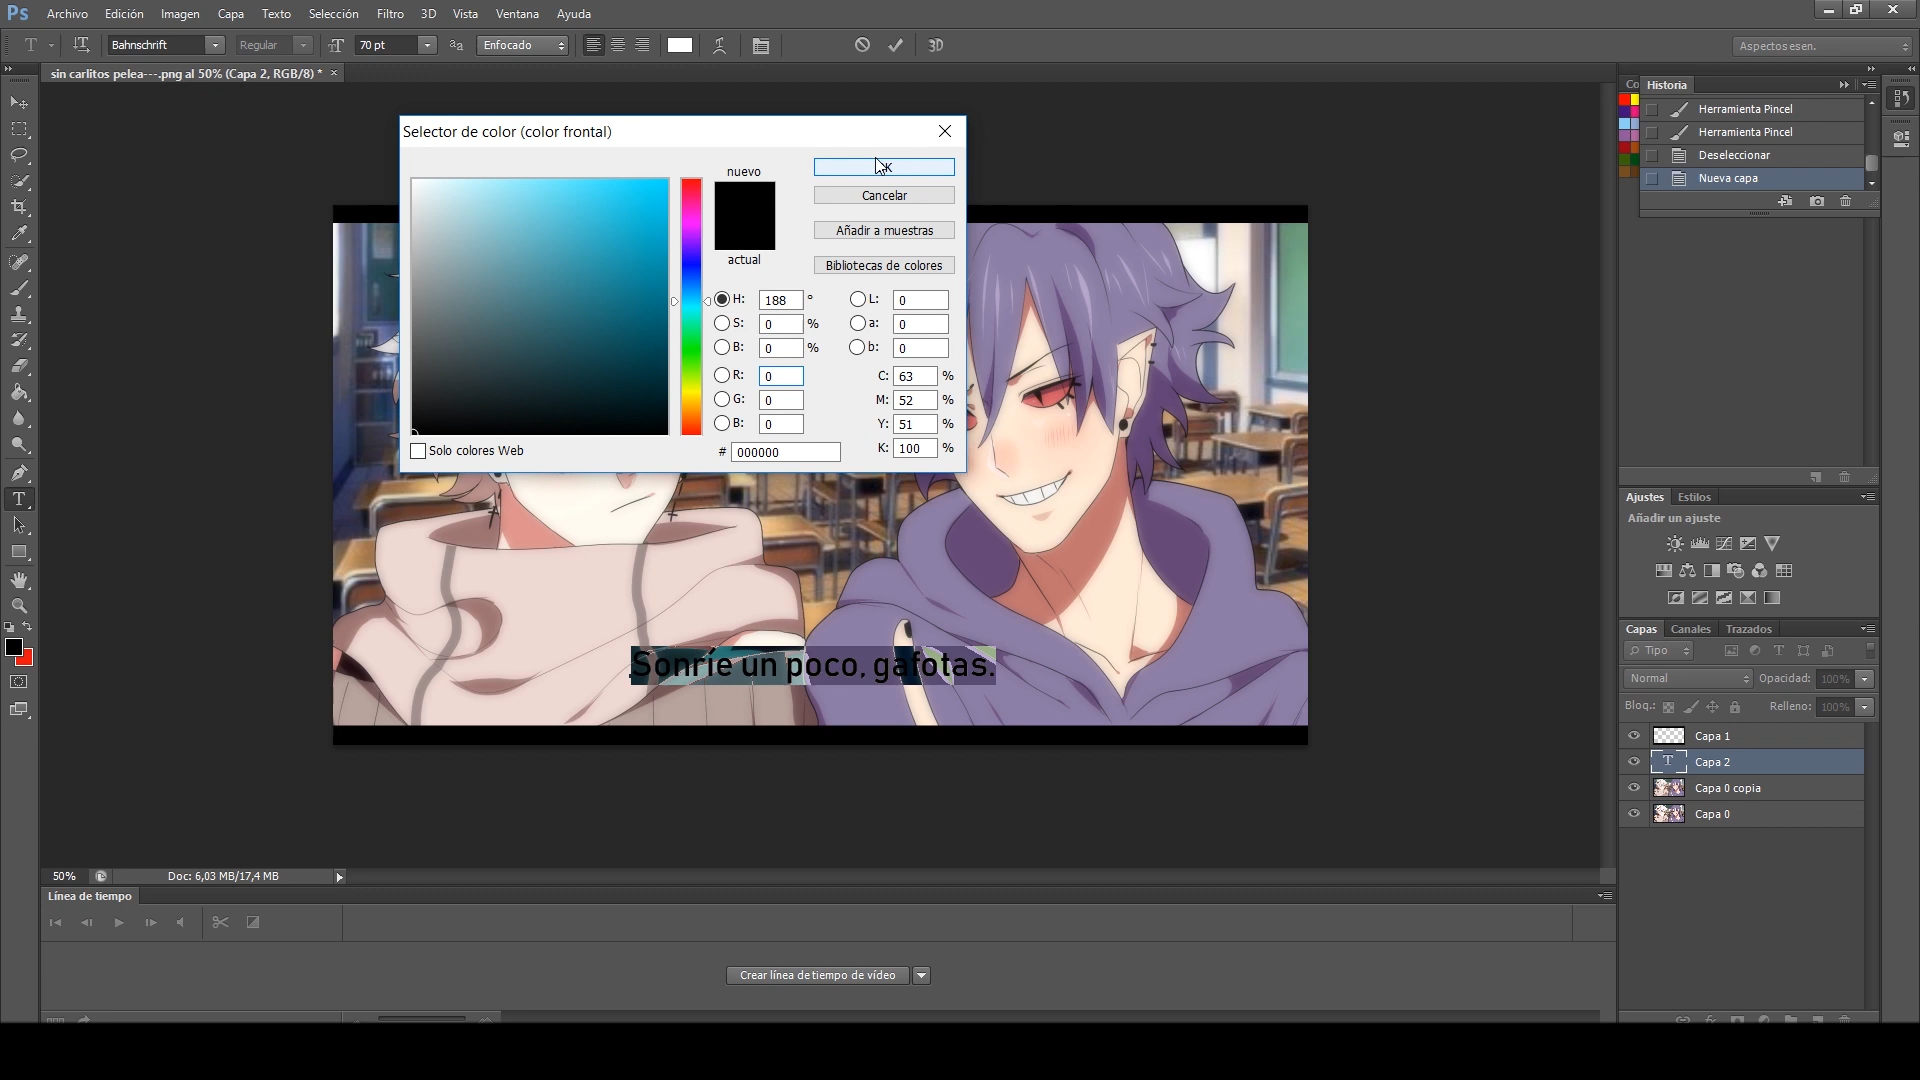 Ps Archivo Edición Imagen Capa Texto Selección Filtro 3D Vista Ventana Ayuda
T Bahnschrift Regular 70 pt Enfocado 3D Aspectos esen.
sin carlitos pelea---.png al 50% (Capa 2, RGB/8) * ×
Historia
Herramienta Pincel
Herramienta Pincel
Deseleccionar
Nueva capa
Selector de color (color frontal)
nuevo
actual
Cancelar
Añadir a muestras
Bibliotecas de colores
H: 188 °
S: 0 %
B: 0 %
R: 0
G: 0
B: 0
L: 0
a: 0
b: 0
C: 63 %
M: 52 %
Y: 51 %
K: 100 %
Solo colores Web
# 000000
Sonríe un poco, gafotas.
Ajustes Estilos
Añadir un ajuste
Capas Canales Trazados
Tipo
Normal Opacidad: 100%
Bloq.: Relleno: 100%
Capa 1
T Capa 2
Capa 0 copia
Capa 0
50% Doc: 6,03 MB/17,4 MB
Línea de tiempo
Crear línea de tiempo de vídeo